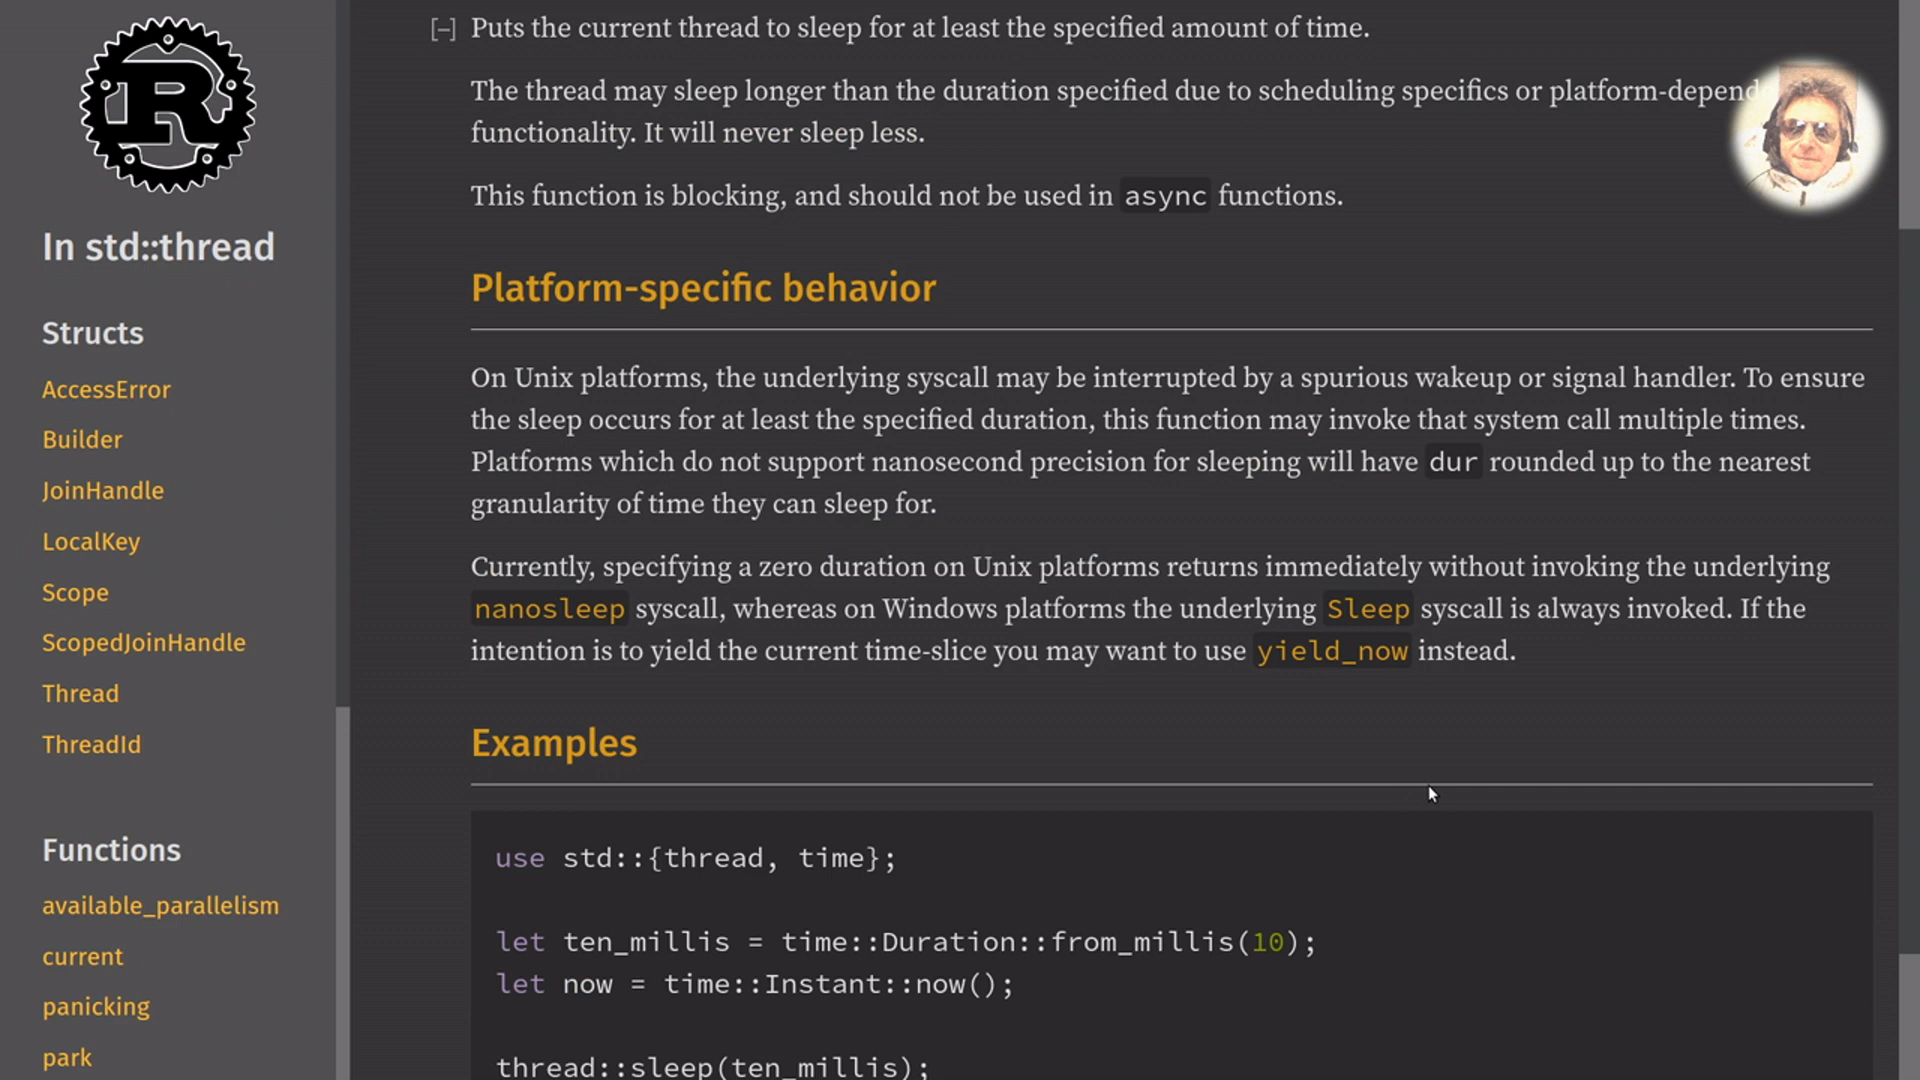 R
In std::thread
Structs
AccessError
Builder
JoinHandle
LocalKey
Scope
ScopedJoinHandle
Thread
ThreadId
Functions
available_parallelism
current
panicking
park
[−] Puts the current thread to sleep for at least the specified amount of time.
The thread may sleep longer than the duration specified due to scheduling specifics or platform-depend
functionality. It will never sleep less.
This function is blocking, and should not be used in async functions.
Platform-specific behavior
On Unix platforms, the underlying syscall may be interrupted by a spurious wakeup or signal handler. To ensure
the sleep occurs for at least the specified duration, this function may invoke that system call multiple times.
Platforms which do not support nanosecond precision for sleeping will have dur rounded up to the nearest
granularity of time they can sleep for.
Currently, specifying a zero duration on Unix platforms returns immediately without invoking the underlying
nanosleep syscall, whereas on Windows platforms the underlying Sleep syscall is always invoked. If the
intention is to yield the current time-slice you may want to use yield_now instead.
Examples
use std::{thread, time};
let ten_millis = time::Duration::from_millis(10);
let now = time::Instant::now();
thread::sleep(ten_millis);